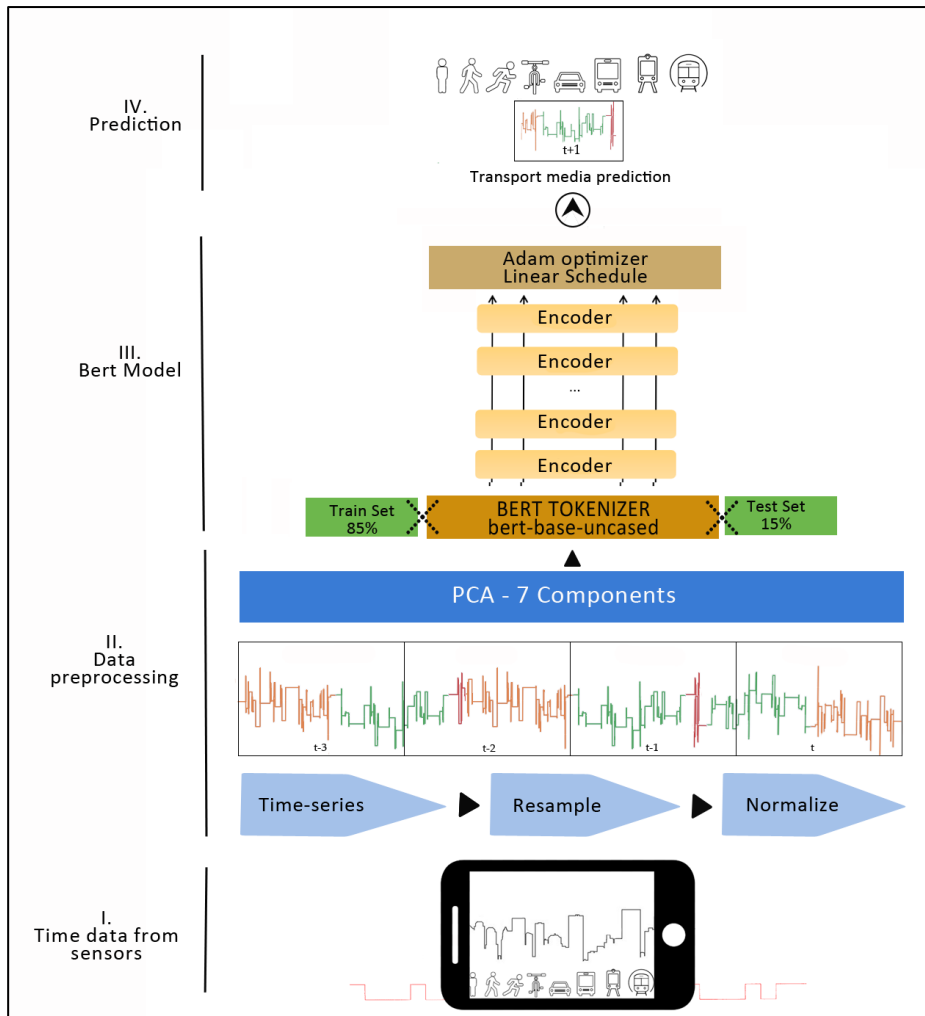 IV.
Prediction
t+1
Transport media prediction
III.
Bert Model
Adam optimizer
Linear Schedule
Encoder
Encoder
...
Encoder
Encoder
Train Set
85%
BERT TOKENIZER
bert-base-uncased
Test Set
15%
II.
Data
preprocessing
PCA - 7 Components
t-3
t-2
t-1
t
Time-series
Resample
Normalize
I.
Time data from
sensors